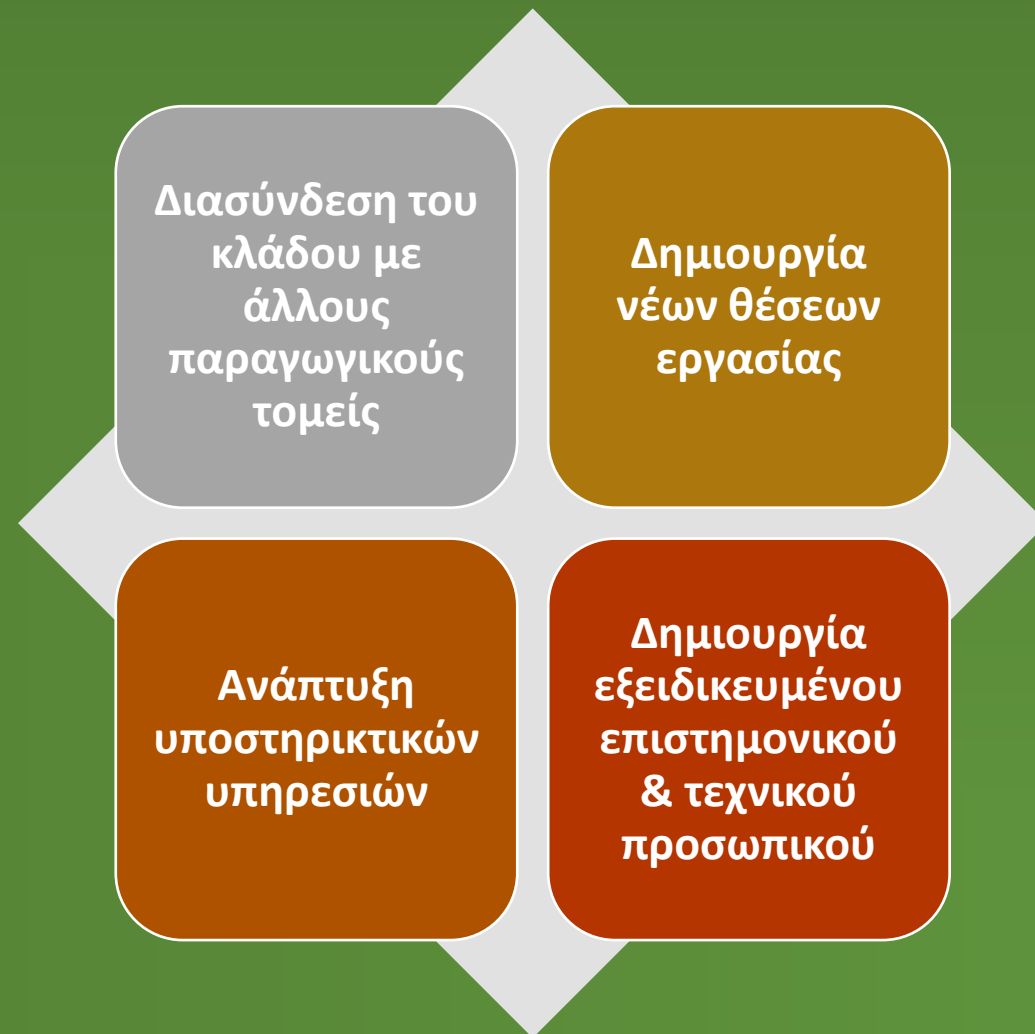 Διασύνδεση του
κλάδου με
άλλους
παραγωγικούς
τομείς
Δημιουργία
νέων θέσεων
εργασίας
Ανάπτυξη
υποστηρικτικών
υπηρεσιών
Δημιουργία
εξειδικευμένου
επιστημονικού
& τεχνικού
προσωπικού